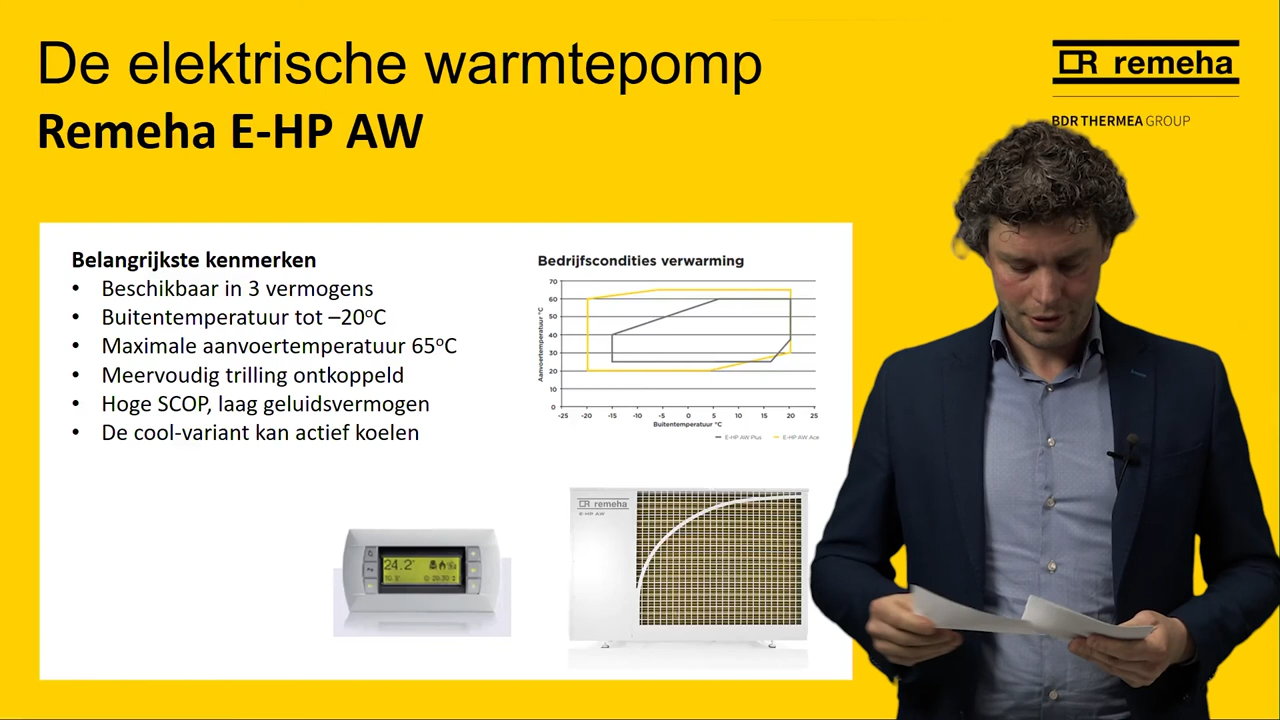 De elektrische warmtepomp
Remeha E-HP AW
remeha
BDR THERMEA GROUP
Belangrijkste kenmerken
• Beschikbaar in 3 vermogens
• Buitentemperatuur tot –20°C
• Maximale aanvoertemperatuur 65°C
• Meervoudig trilling ontkoppeld
• Hoge SCOP, laag geluidsvermogen
• De cool-variant kan actief koelen
Bedrijfscondities verwarming
Aanvoertemperatuur °C
70
60
50
40
30
20
10
0
-25 -20 -15 -10 -5 0 5 10 15 20 25
Buitentemperatuur °C
E-HP AW Plus E-HP AW Ace
24.2°
remeha
E-HP AW